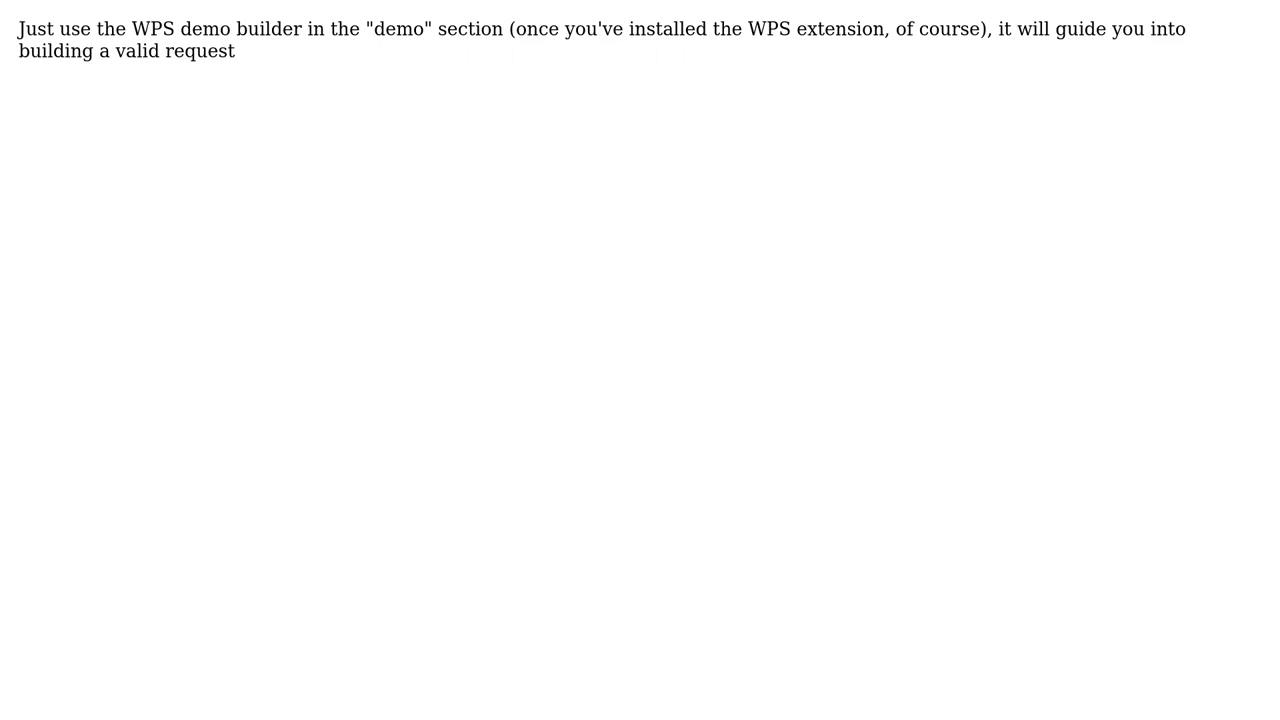 Just use the WPS demo builder in the "demo" section (once you've installed the WPS extension, of course), it will guide you into
building a valid request